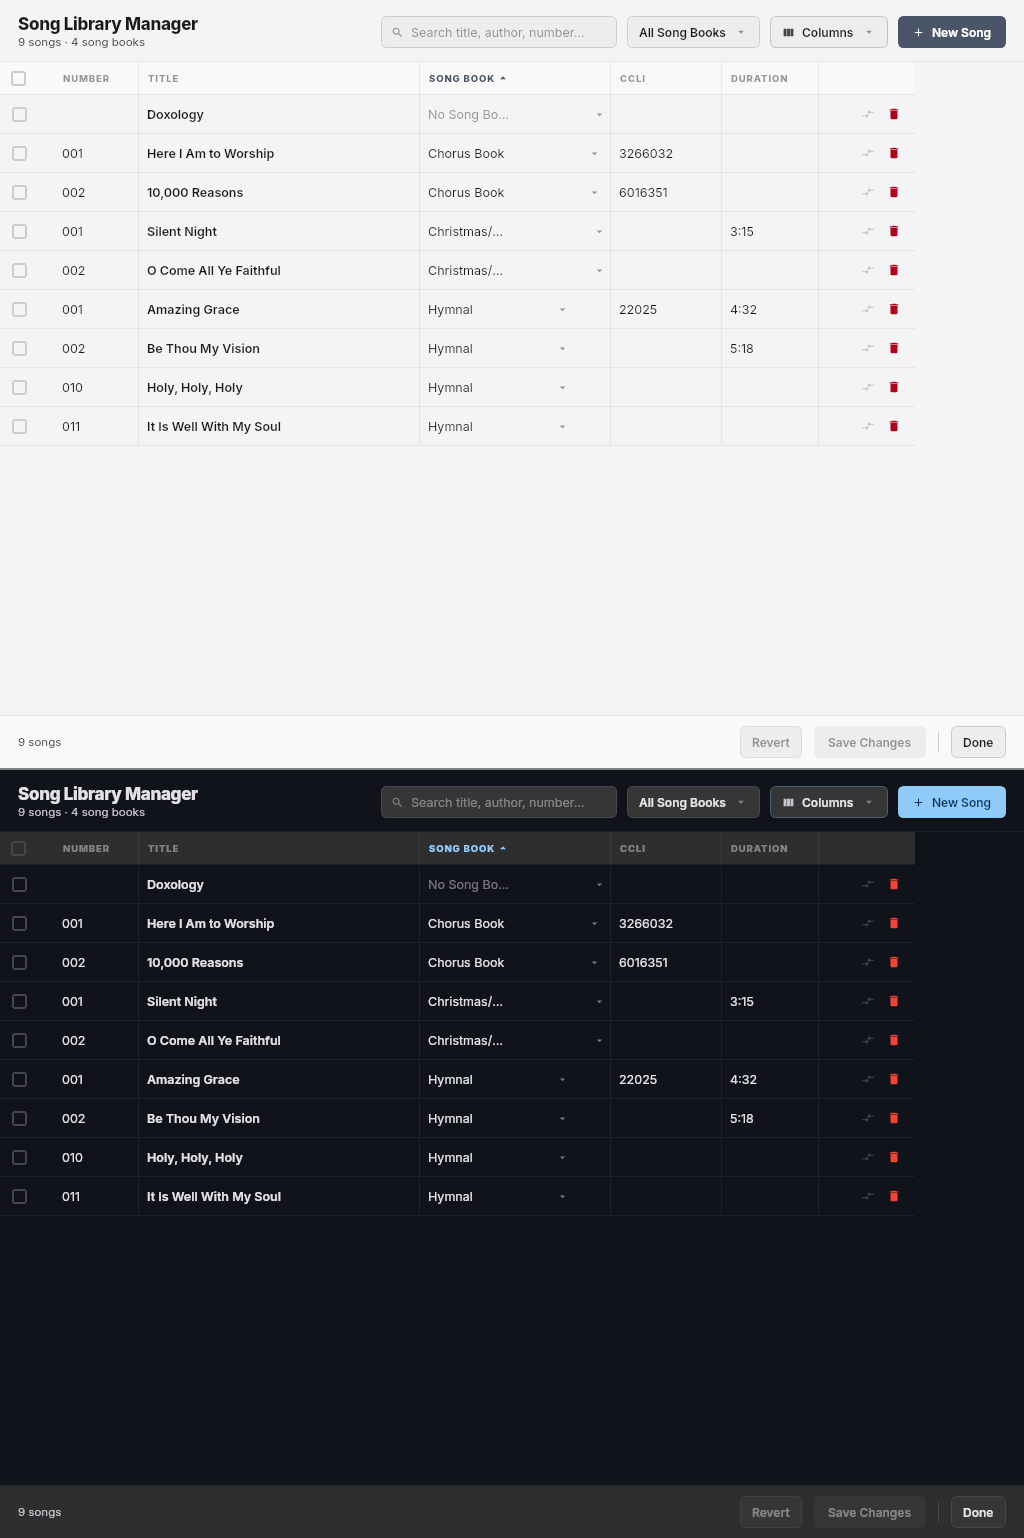 Song Library Manager
9 songs · 4 song books
Search title, author, number...
All Song Books
Columns
New Song
NUMBER TITLE SONG BOOK CCLI DURATION
Doxology No Song Bo...
001 Here I Am to Worship Chorus Book 3266032
002 10,000 Reasons Chorus Book 6016351
001 Silent Night Christmas/... 3:15
002 O Come All Ye Faithful Christmas/...
001 Amazing Grace Hymnal 22025 4:32
002 Be Thou My Vision Hymnal 5:18
010 Holy, Holy, Holy Hymnal
011 It Is Well With My Soul Hymnal
9 songs
Revert
Save Changes
Done
Song Library Manager
9 songs · 4 song books
Search title, author, number...
All Song Books
Columns
New Song
NUMBER TITLE SONG BOOK CCLI DURATION
Doxology No Song Bo...
001 Here I Am to Worship Chorus Book 3266032
002 10,000 Reasons Chorus Book 6016351
001 Silent Night Christmas/... 3:15
002 O Come All Ye Faithful Christmas/...
001 Amazing Grace Hymnal 22025 4:32
002 Be Thou My Vision Hymnal 5:18
010 Holy, Holy, Holy Hymnal
011 It Is Well With My Soul Hymnal
9 songs
Revert
Save Changes
Done